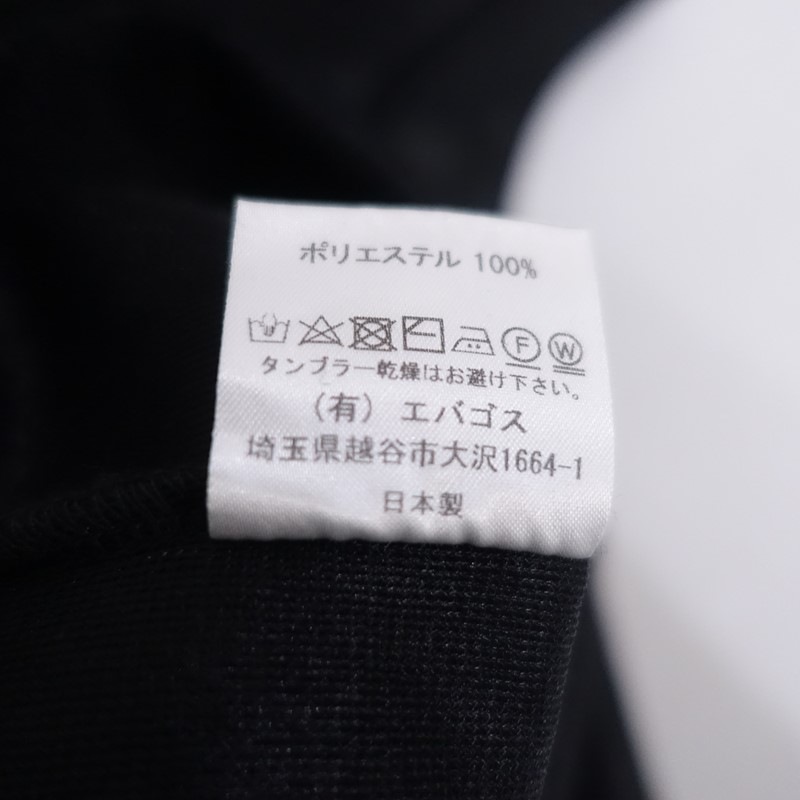 ポリエステル 100%
F W
タンブラー乾燥はお避け下さい。
(有) エバゴス
埼玉県越谷市大沢1664-1
日本製